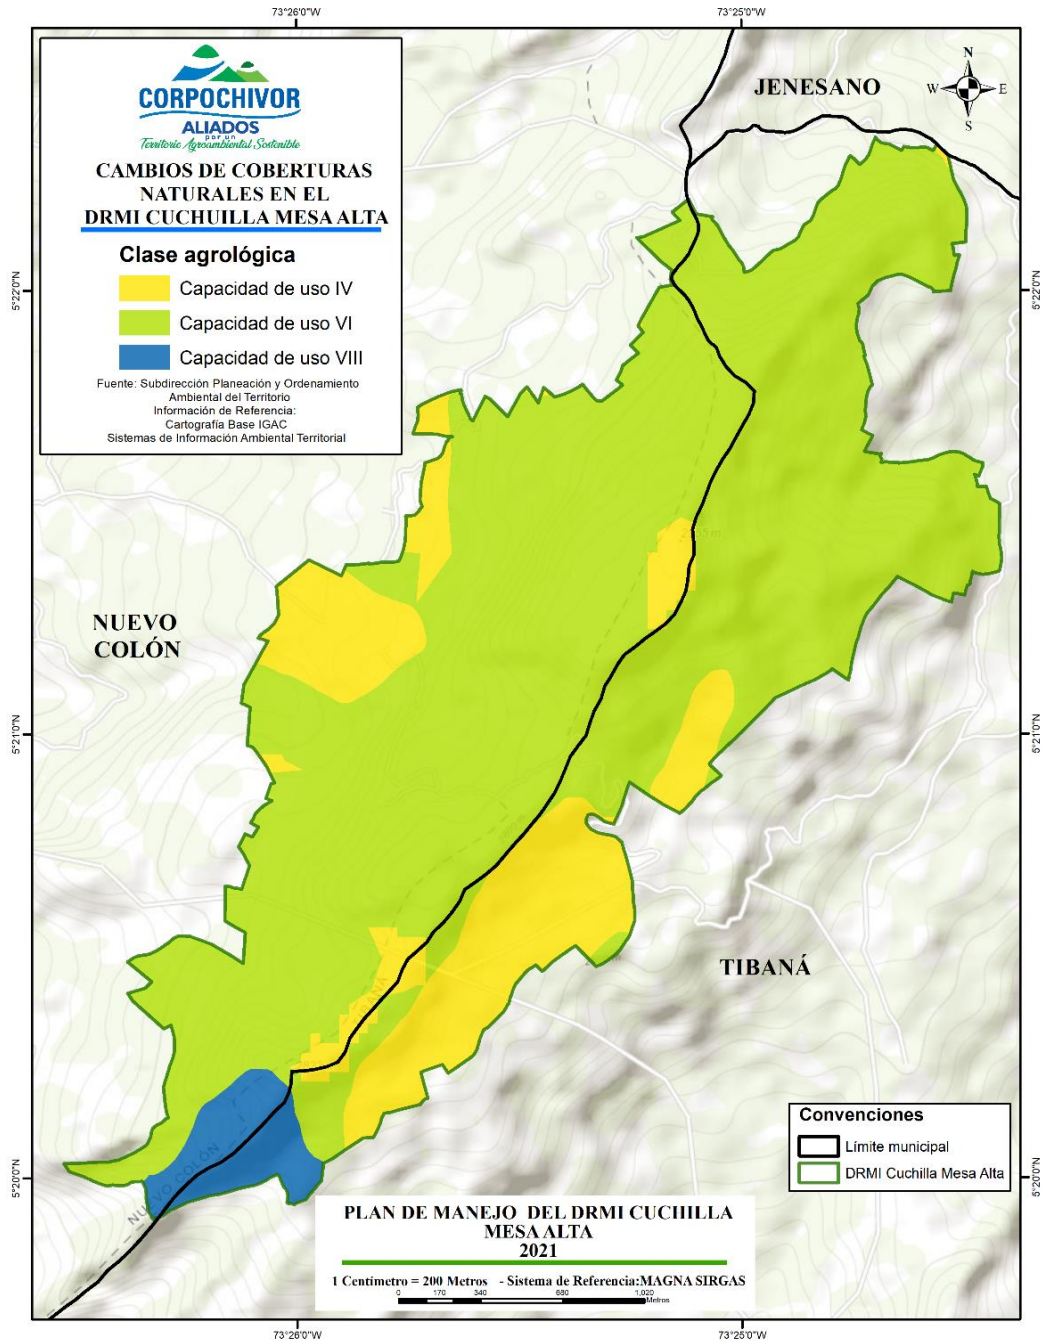 73°26'0"W
73°25'0"W
CORPOCHIVOR
ALIADOS
por un
Territorio Agroambiental Sostenible
CAMBIOS DE COBERTURAS
NATURALES EN EL
DRMI CUCHUILLA MESA ALTA
Clase agrológica
Capacidad de uso IV
Capacidad de uso VI
Capacidad de uso VIII
Fuente: Subdirección Planeación y Ordenamiento
Ambiental del Territorio
Información de Referencia:
Cartografía Base IGAC
Sistemas de Información Ambiental Territorial
JENESANO
N
W
E
S
5°22'0"N
5°22'0"N
NUEVO
COLÓN
5°21'0"N
5°21'0"N
TIBANÁ
NUEVO COLÓN
5°20'0"N
5°20'0"N
Convenciones
Límite municipal
DRMI Cuchilla Mesa Alta
PLAN DE MANEJO DEL DRMI CUCHILLA
MESA ALTA
2021
1 Centímetro = 200 Metros - Sistema de Referencia:MAGNA SIRGAS
0 170 340 680 1,020
Metros
73°26'0"W
73°25'0"W